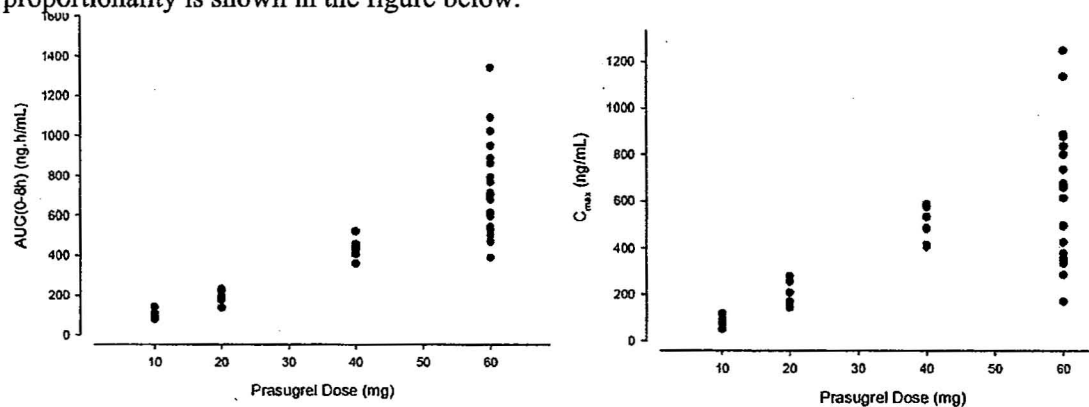 proportionality is shown in the figure below.
1600
1400
1200
1000
800
600
400
200
0
AUC(0-8h) (ng.h/mL)
10 20 30 40 50 60
Prasugrel Dose (mg)
1200
1000
800
600
400
200
0
Cmax (ng/mL)
10 20 30 40 50 60
Prasugrel Dose (mg)